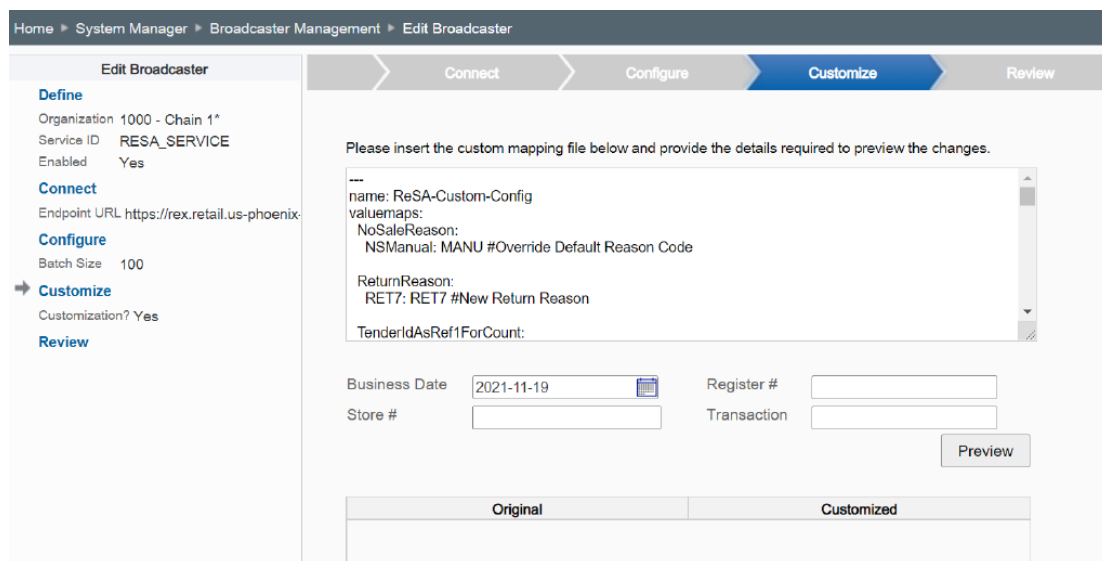 Home ▸ System Manager ▸ Broadcaster Management ▸ Edit Broadcaster
Edit Broadcaster
Define
Organization 1000 - Chain 1*
Service ID RESA_SERVICE
Enabled Yes
Connect
Endpoint URL https://rex.retail.us-phoenix-
Configure
Batch Size 100
Customize
Customization? Yes
Review
Connect Configure Customize Review
Please insert the custom mapping file below and provide the details required to preview the changes.
---
name: ReSA-Custom-Config
valuemaps:
NoSaleReason:
NSManual: MANU #Override Default Reason Code
ReturnReason:
RET7: RET7 #New Return Reason
TenderIdAsRef1ForCount:
Business Date 2021-11-19 Register #
Store # Transaction
Preview
Original Customized